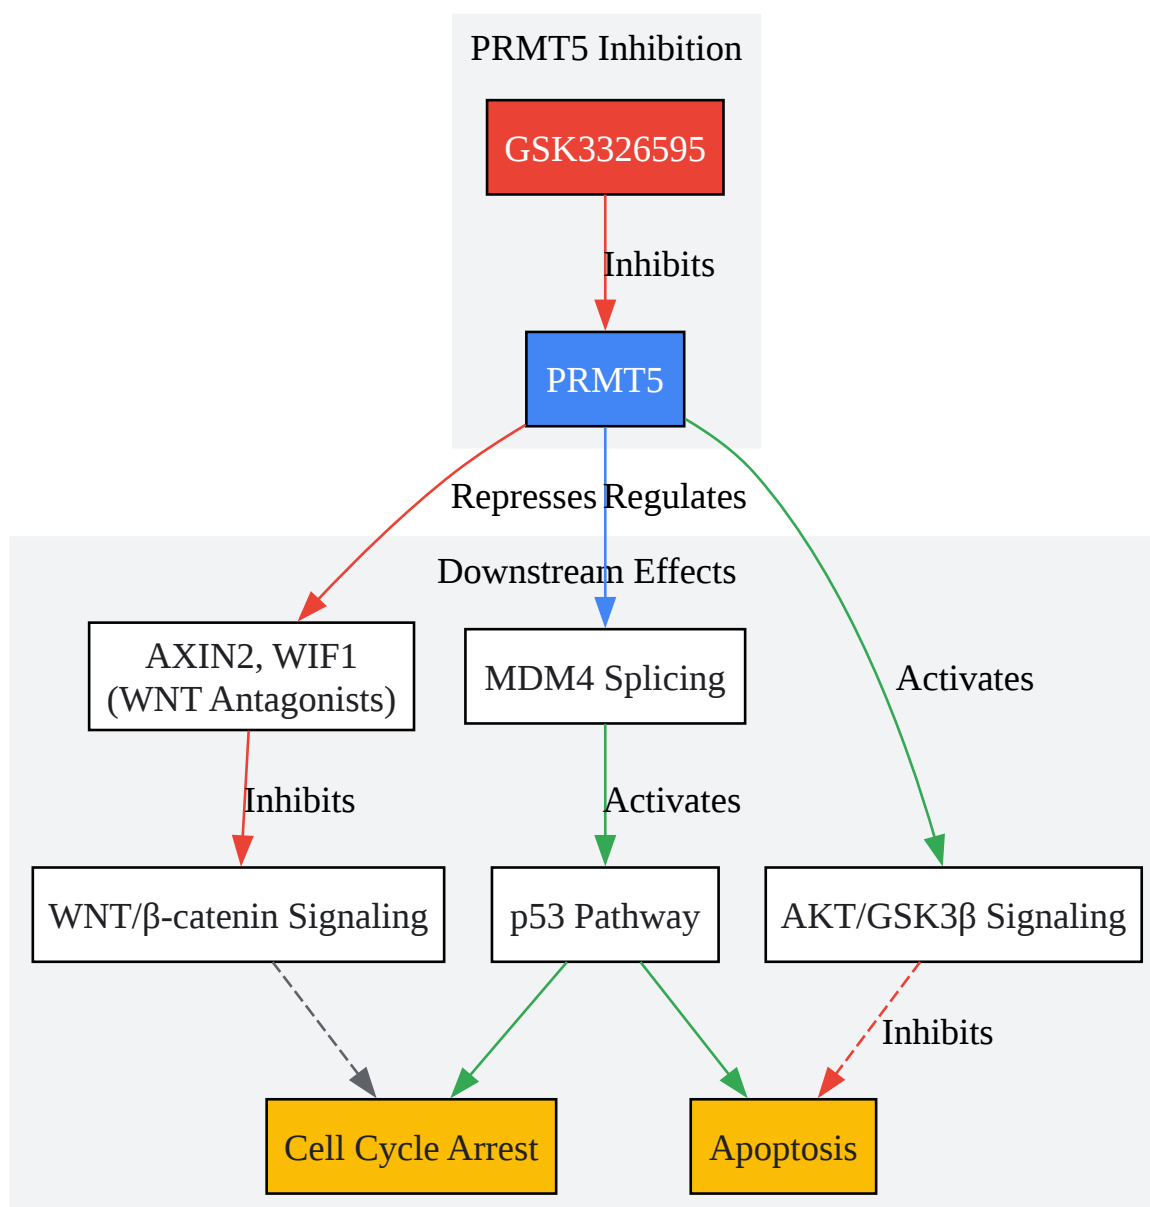 PRMT5 Inhibition
GSK3326595
Inhibits
PRMT5
Represses
Regulates
Downstream Effects
AXIN2, WIF1
(WNT Antagonists)
MDM4 Splicing
Activates
Inhibits
Activates
WNT/β-catenin Signaling
p53 Pathway
AKT/GSK3β Signaling
Inhibits
Cell Cycle Arrest
Apoptosis